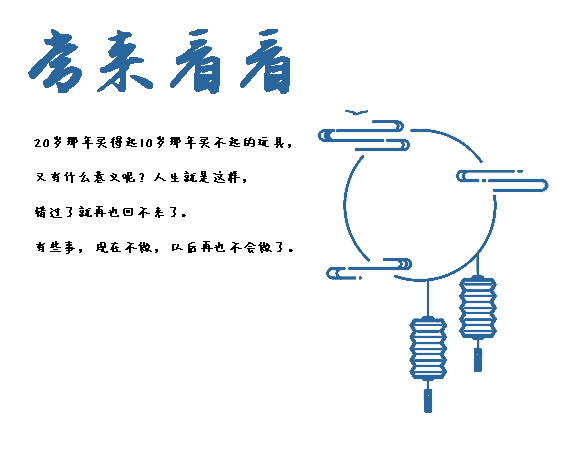 常来看看
20岁那年买得起10岁那年买不起的玩具，
又有什么意义呢？人生就是这样，
错过了就再也回不来了。
有些事，现在不做，以后再也不会做了。